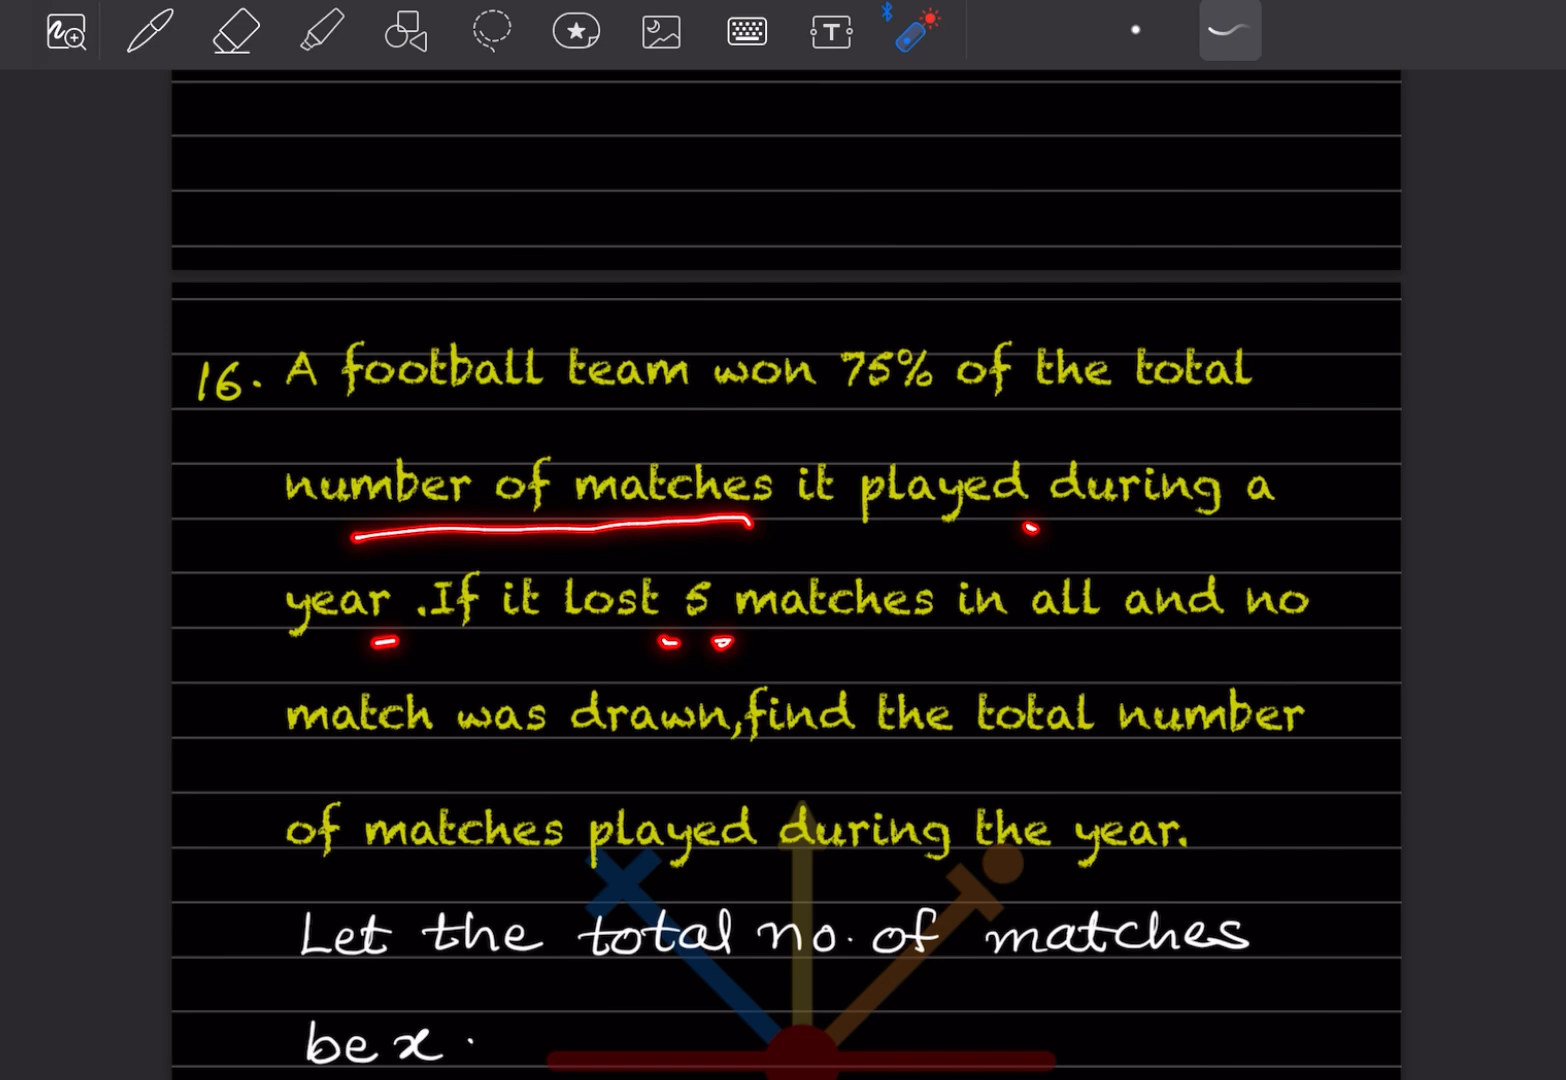 16. A football team won 75% of the total
number of matches it played during a
year .If it lost 5 matches in all and no
match was drawn,find the total number
of matches played during the year.
Let the total no. of matches
be x.